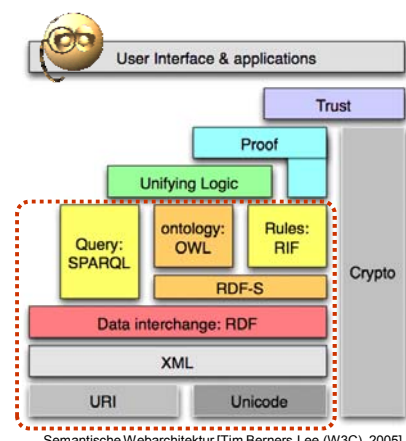 User Interface & applications
Trust
Proof
Unifying Logic
Query:
SPARQL
ontology:
OWL
Rules:
RIF
Crypto
RDF-S
Data interchange: RDF
XML
URI
Unicode
Semantische Webarchitektur [Tim Berners-Lee (W3C), 2005]